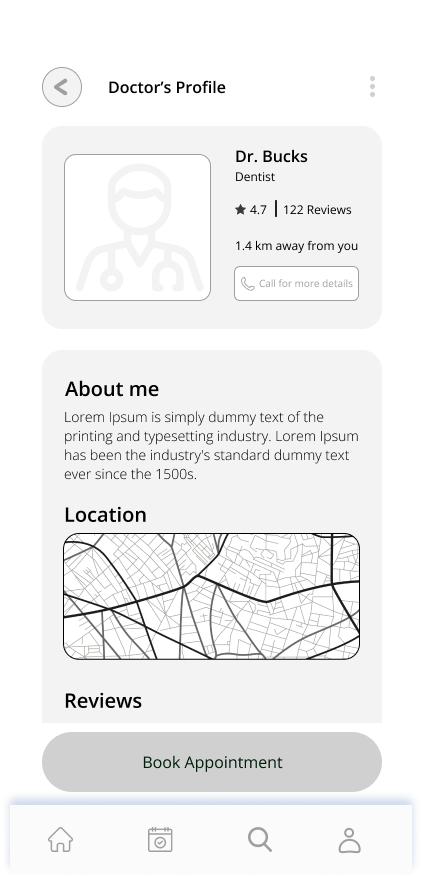 Doctor’s Profile
Dr. Bucks
Dentist
4.7 | 122 Reviews
1.4 km away from you
Call for more details
About me
Lorem Ipsum is simply dummy text of the
printing and typesetting industry. Lorem Ipsum
has been the industry's standard dummy text
ever since the 1500s.
Location
Reviews
Book Appointment